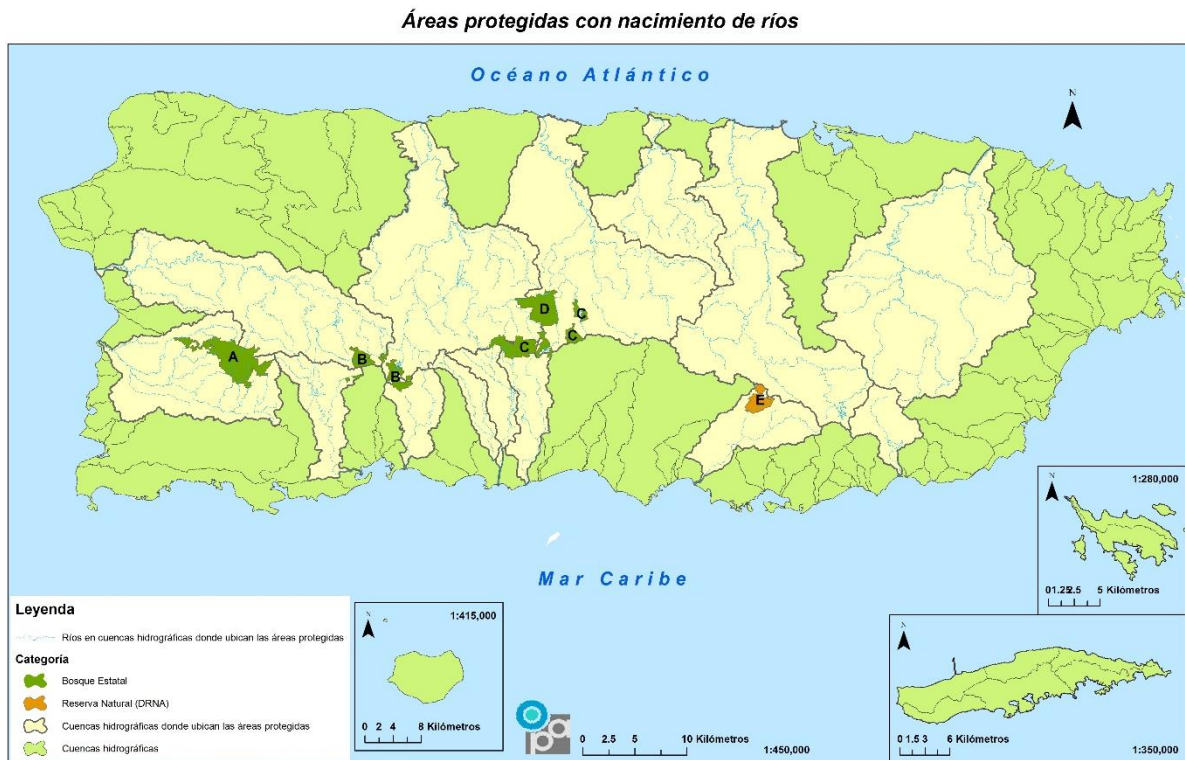 Áreas protegidas con nacimiento de ríos
Océano Atlántico
N
A
B
B
C
D
C
C
E
Mar Caribe
N
1:280,000
01.252.5 5 Kilómetros
Leyenda
Ríos en cuencas hidrográficas donde ubican las áreas protegidas
Categoría
Bosque Estatal
Reserva Natural (DRNA)
Cuencas hidrográficas donde ubican las áreas protegidas
Cuencas hidrográficas
N
1:415,000
0 2 4 8 Kilómetros
0 2.5 5 10 Kilómetros
1:450,000
N
0 1.5 3 6 Kilómetros
1:350,000